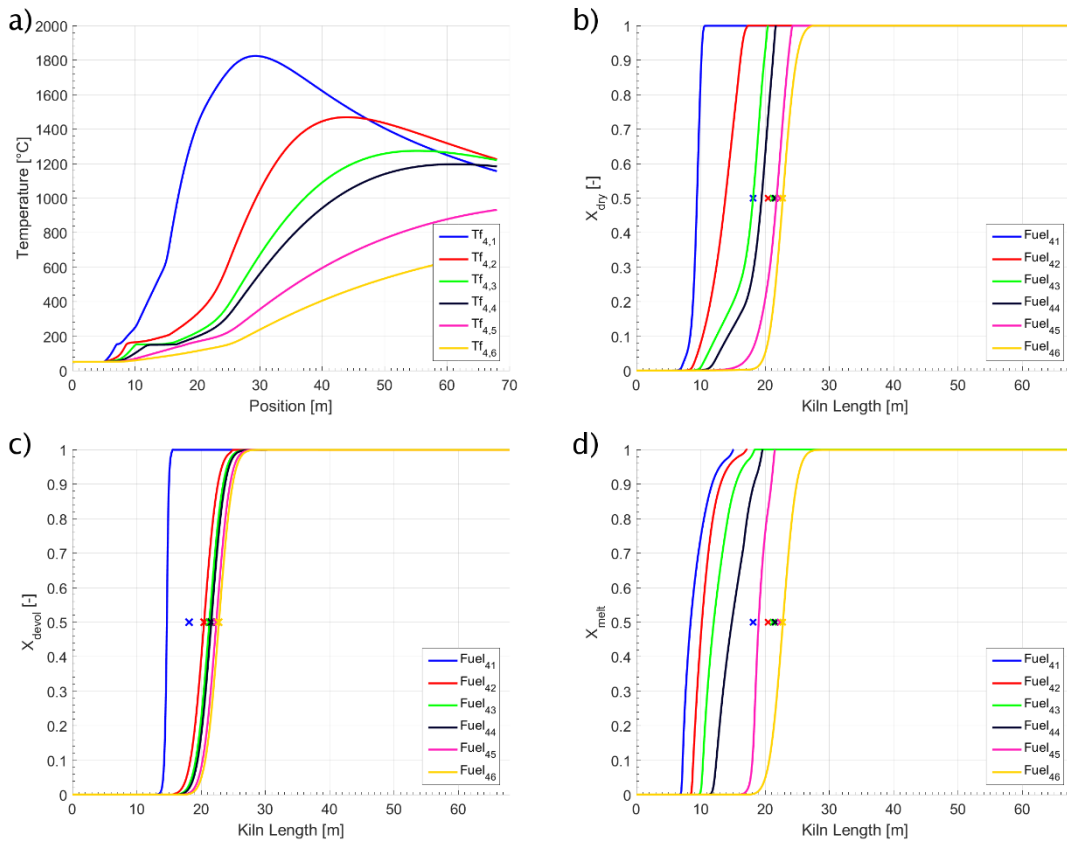 a)
2000
1800
1600
1400
1200
1000
800
600
400
200
0
0 10 20 30 40 50 60 70
Temperature [°C]
Position [m]
Tf4,1
Tf4,2
Tf4,3
Tf4,4
Tf4,5
Tf4,6
b)
1
0.9
0.8
0.7
0.6
0.5
0.4
0.3
0.2
0.1
0
0 10 20 30 40 50 60
Xdry [-]
Kiln Length [m]
Fuel41
Fuel42
Fuel43
Fuel44
Fuel45
Fuel46
c)
1
0.9
0.8
0.7
0.6
0.5
0.4
0.3
0.2
0.1
0
0 10 20 30 40 50 60
Xdevol [-]
Kiln Length [m]
Fuel41
Fuel42
Fuel43
Fuel44
Fuel45
Fuel46
d)
1
0.9
0.8
0.7
0.6
0.5
0.4
0.3
0.2
0.1
0
0 10 20 30 40 50 60
Xmelt [-]
Kiln Length [m]
Fuel41
Fuel42
Fuel43
Fuel44
Fuel45
Fuel46